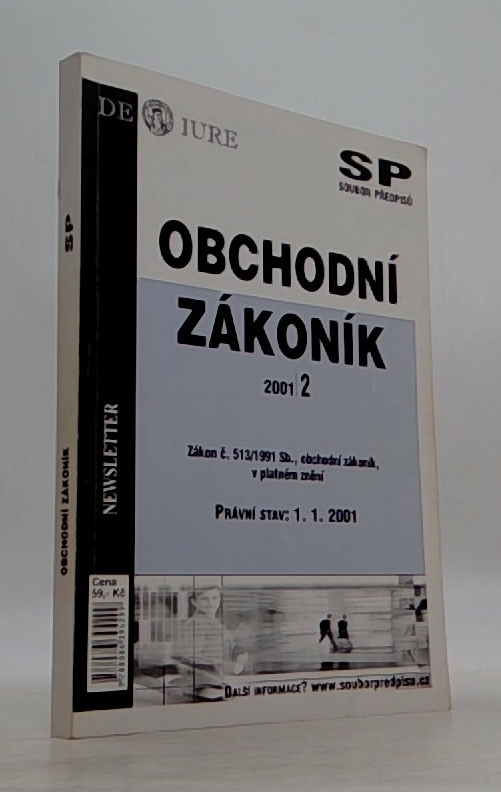 DE IURE
SP
SOUBOR PŘEDPISŮ
OBCHODNÍ
ZÁKONÍK
2001|2
Zákon č. 513/1991 Sb., obchodní zákoník,
v platném znění
PRÁVNÍ STAV: 1. 1. 2001
NEWSLETTER
Cena
59,- Kč
DALŠÍ INFORMACE? www.souborpredpisu.cz
SP
OBCHODNÍ ZÁKONÍK